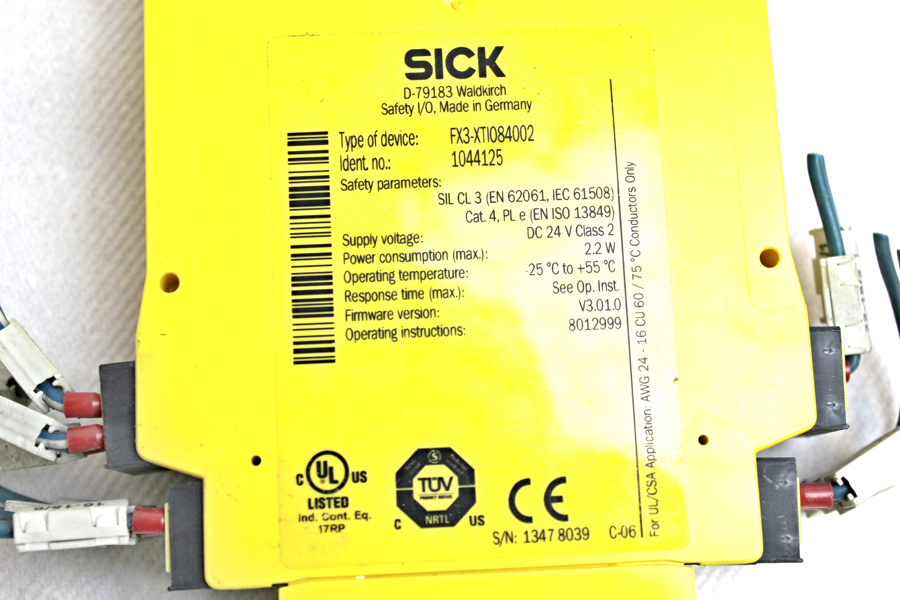 SICK
D-79183 Waldkirch
Safety I/O, Made in Germany
Type of device: FX3-XTIO84002
Ident. no.: 1044125
Safety parameters:
SIL CL 3 (EN 62061, IEC 61508)
Cat. 4, PL e (EN ISO 13849)
Supply voltage: DC 24 V Class 2
Power consumption (max.): 2.2 W
Operating temperature: -25 °C to +55 °C
Response time (max.): See Op. Inst.
Firmware version: V3.01.0
Operating instructions: 8012999
For UL/CSA Application: AWG 24 - 16 CU 60 / 75 °C Conductors Only
C UL US
LISTED
Ind. Cont. Eq.
17RP
TÜV
NRTL
C US
CE
S/N: 1347 8039 C-06